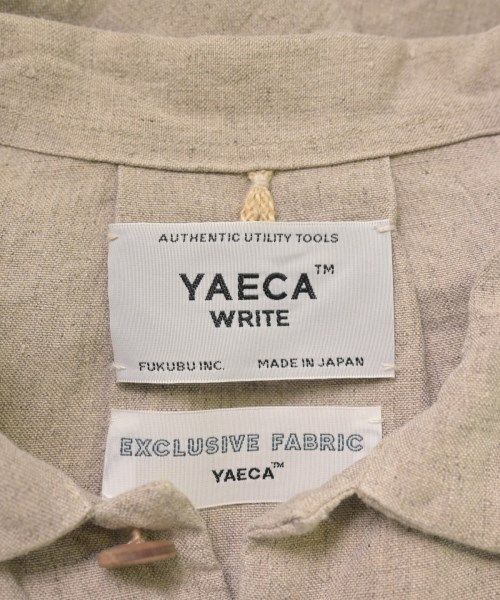 AUTHENTIC UTILITY TOOLS
YAECA™
WRITE
FUKUBU INC. MADE IN JAPAN
EXCLUSIVE FABRIC
YAECA™